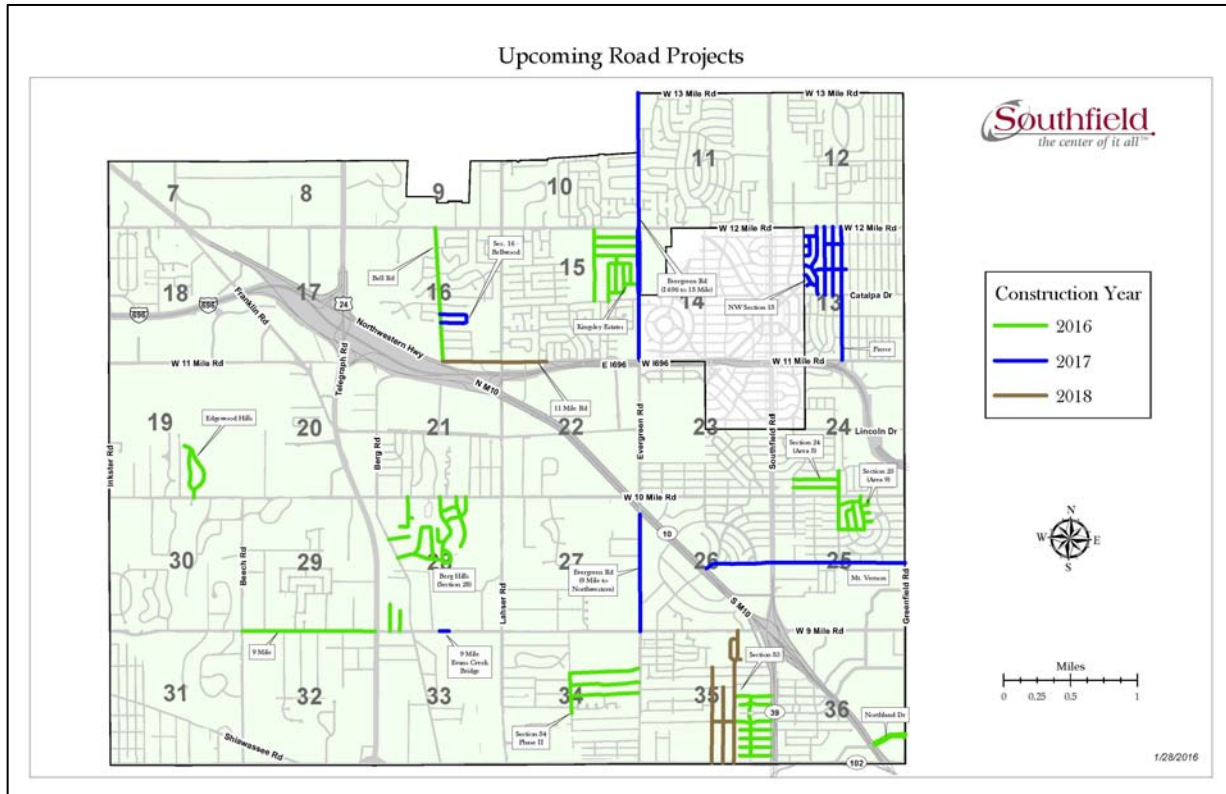 Upcoming Road Projects
W 13 Mile Rd
W 13 Mile Rd
Southfield
the center of it all
11
12
7
8
9
10
W 12 Mile Rd
W 12 Mile Rd
Sec. 16 -
Bellwood
Bell Rd
15
Evergreen Rd
(I-696 to 13 Mile)
Construction Year
2016
2017
2018
18
696
696
17
24
16
Kingsley Estates
14
NW Section 13
13
Catalpa Dr
Franklin Rd
Northwestern Hwy
Pierce
W 11 Mile Rd
Telegraph Rd
E I696
W I696
W 11 Mile Rd
N M10
11 Mile Rd
19
Edgewood Hills
20
21
22
23
24
Lincoln Dr
Inkster Rd
Berg Rd
Evergreen Rd
Southfield Rd
Section 24
W 10 Mile Rd
10
N
W
E
S
30
29
27
26
25
Beech Rd
Berg Hills
(Section 28)
Lahser Rd
Evergreen Rd
(9 Mile to
Northwestern)
Mt. Vernon
Greenfield Rd
S M10
W 9 Mile Rd
9 Mile
9 Mile
Evans Creek
Bridge
Miles
0
0.25
0.5
1
31
32
33
34
35
36
39
Section 34
Phase II
Northland Dr
Shiawassee Rd
102
1/28/2016